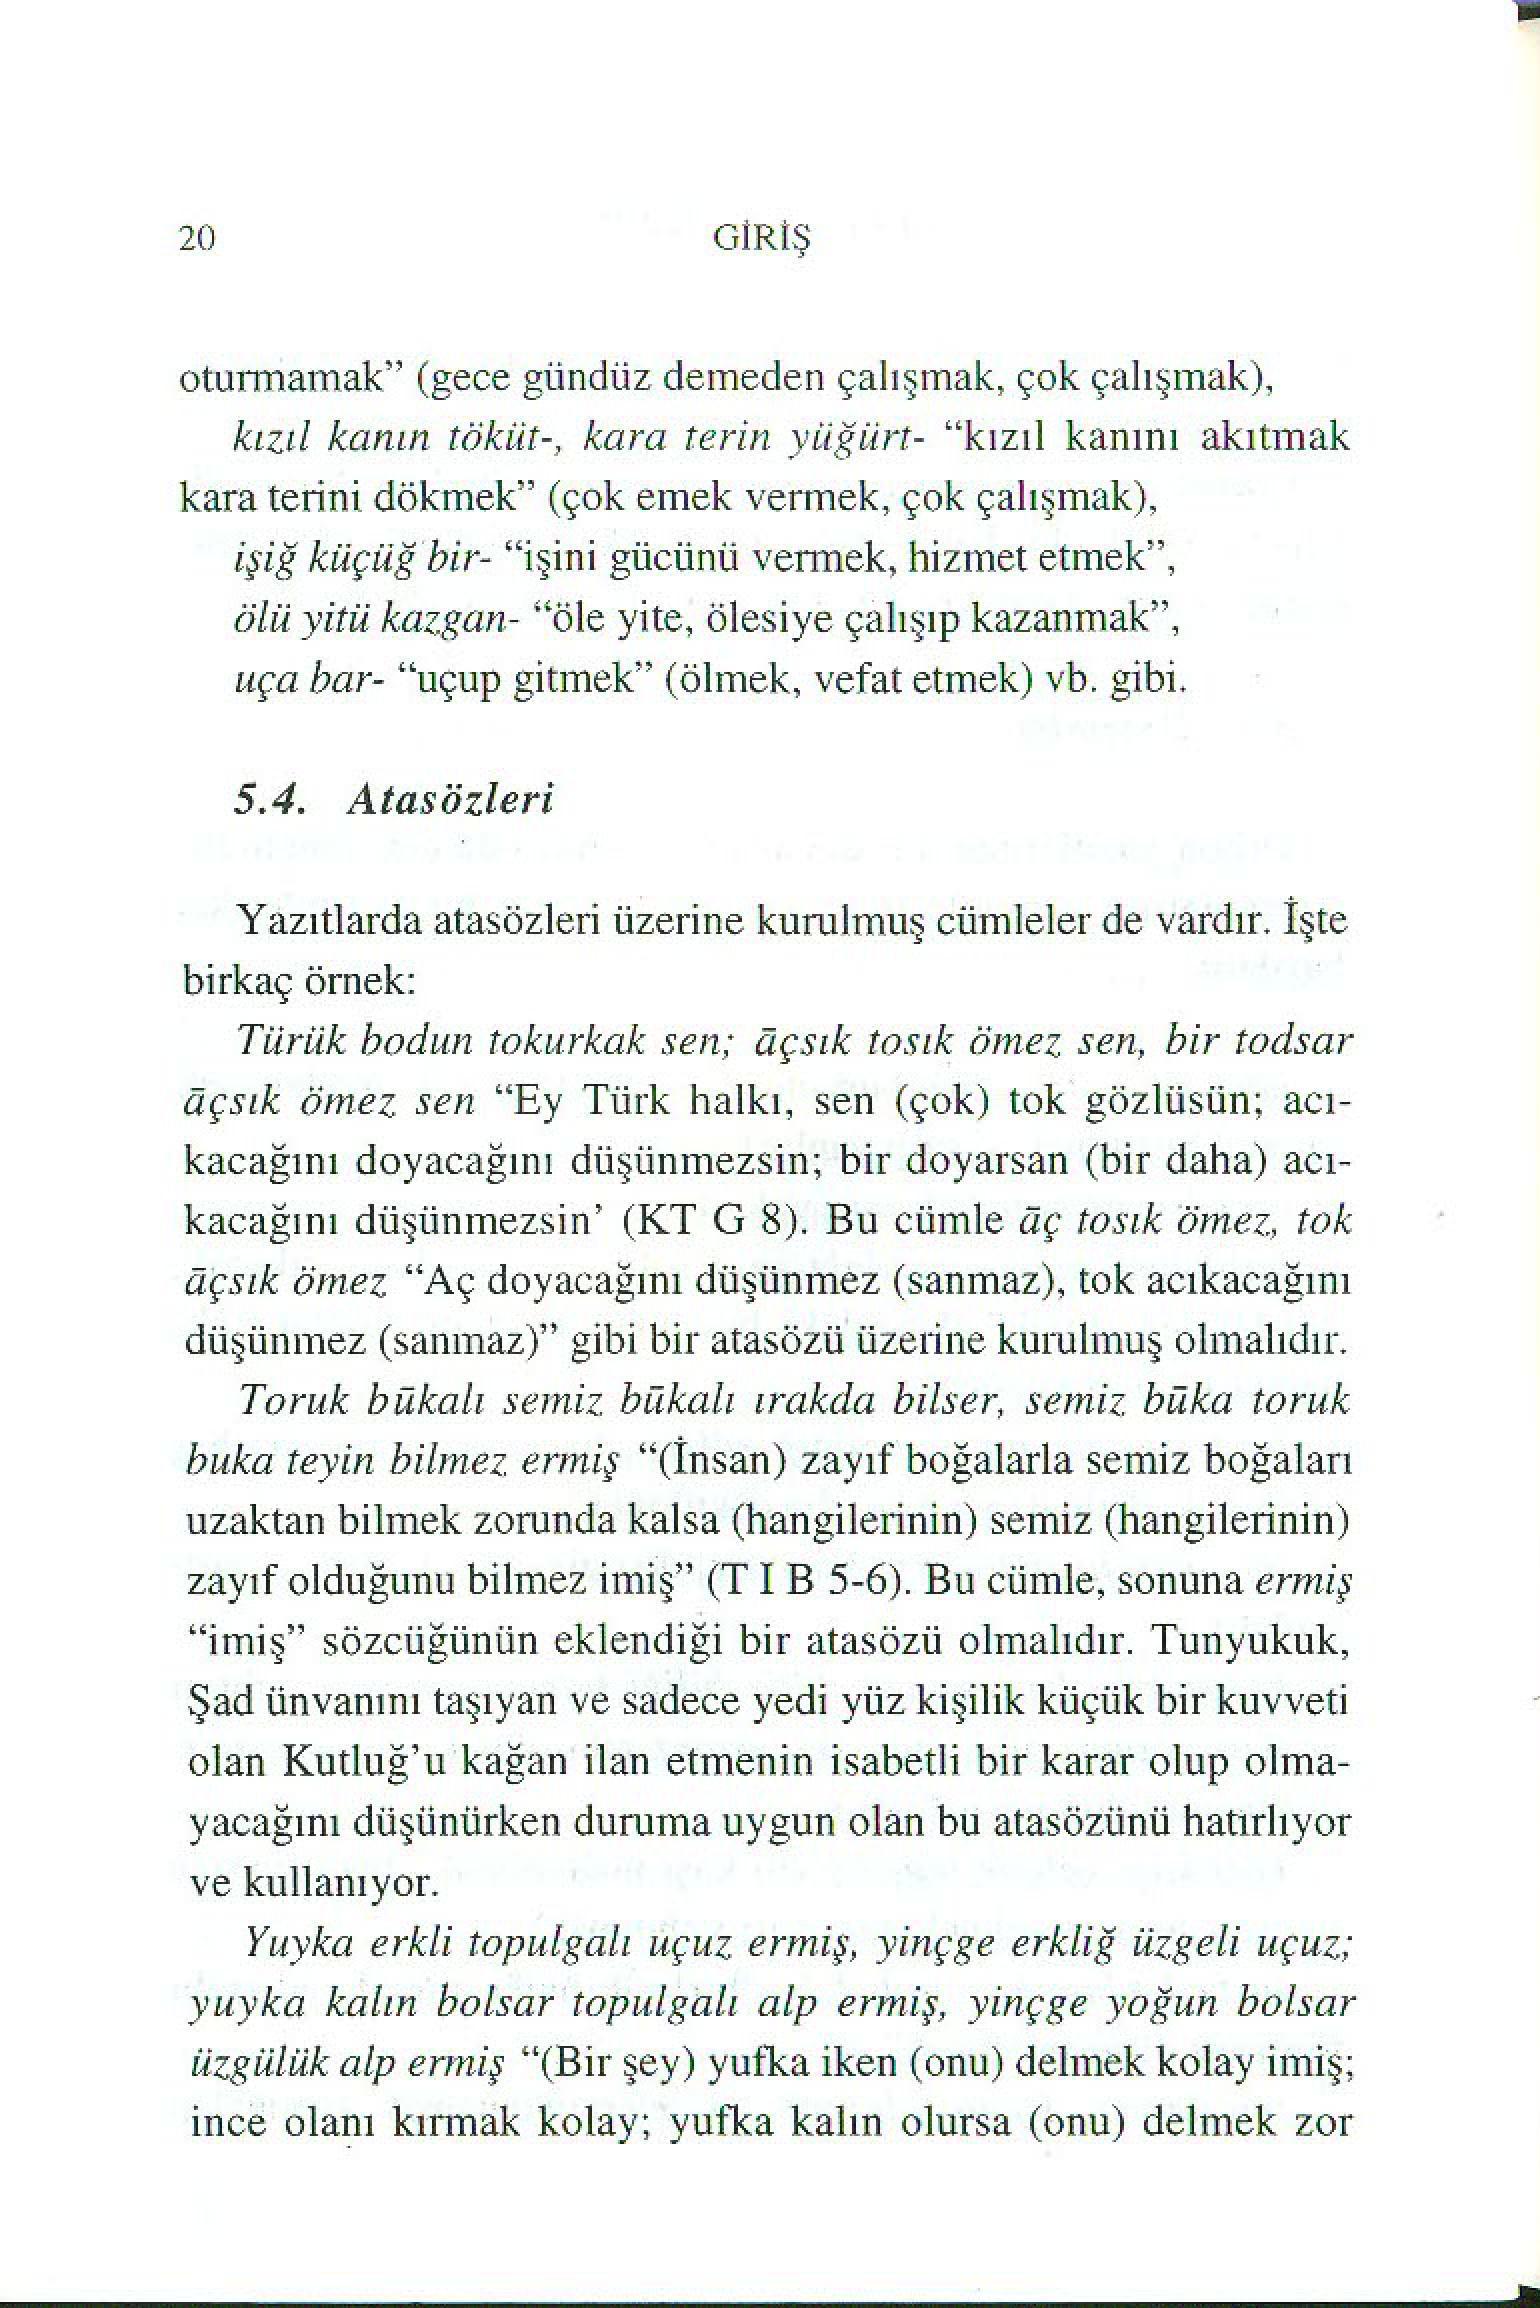 20 GİRİŞ
oturmamak” (gece gündüz demeden çalışmak, çok çalışmak),
kızıl kanın töküt-, kara terin yüğürt- “kızıl kanını akıtmak
kara terini dökmek” (çok emek vermek, çok çalışmak),
işiğ küçüğ bir- “işini gücünü vermek, hizmet etmek”,
ölü yitü kazgan- “öle yite, ölesiye çalışıp kazanmak”,
uça bar- “uçup gitmek” (ölmek, vefat etmek) vb. gibi.
5.4. Atasözleri
Yazıtlarda atasözleri üzerine kurulmuş cümleler de vardır. İşte
birkaç örnek:
Türük bodun tokurkak sen; āçsık tosık ömez sen, bir todsar
āçsık ömez sen “Ey Türk halkı, sen (çok) tok gözlüsün; acı-
kacağını doyacağını düşünmezsin; bir doyarsan (bir daha) acı-
kacağını düşünmezsin’ (KT G 8). Bu cümle āç tosık ömez, tok
āçsık ömez “Aç doyacağını düşünmez (sanmaz), tok acıkacağını
düşünmez (sanmaz)” gibi bir atasözü üzerine kurulmuş olmalıdır.
Toruk būkalı semiz būkalı ırakda bilser, semiz būka toruk
buka teyin bilmez ermiş “(İnsan) zayıf boğalarla semiz boğaları
uzaktan bilmek zorunda kalsa (hangilerinin) semiz (hangilerinin)
zayıf olduğunu bilmez imiş” (T I B 5-6). Bu cümle, sonuna ermiş
“imiş” sözcüğünün eklendiği bir atasözü olmalıdır. Tunyukuk,
Şad ünvanını taşıyan ve sadece yedi yüz kişilik küçük bir kuvveti
olan Kutluğ’u kağan ilan etmenin isabetli bir karar olup olma-
yacağını düşünürken duruma uygun olan bu atasözünü hatırlıyor
ve kullanıyor.
Yuyka erkli topulgalı uçuz ermiş, yinçge erkliğ üzgeli uçuz;
yuyka kalın bolsar topulgalı alp ermiş, yinçge yoğun bolsar
üzgülük alp ermiş “(Bir şey) yufka iken (onu) delmek kolay imiş;
ince olanı kırmak kolay; yufka kalın olursa (onu) delmek zor